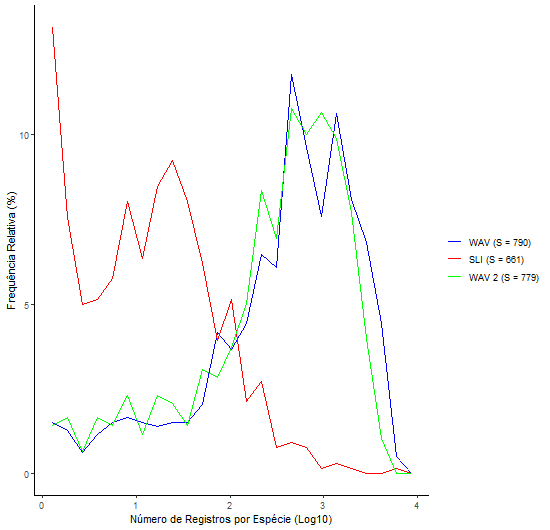 Frequência Relativa (%)
10
5
0
0
1
2
3
4
Número de Registros por Espécie (Log10)
WAV (S = 790)
SLI (S = 661)
WAV 2 (S = 779)